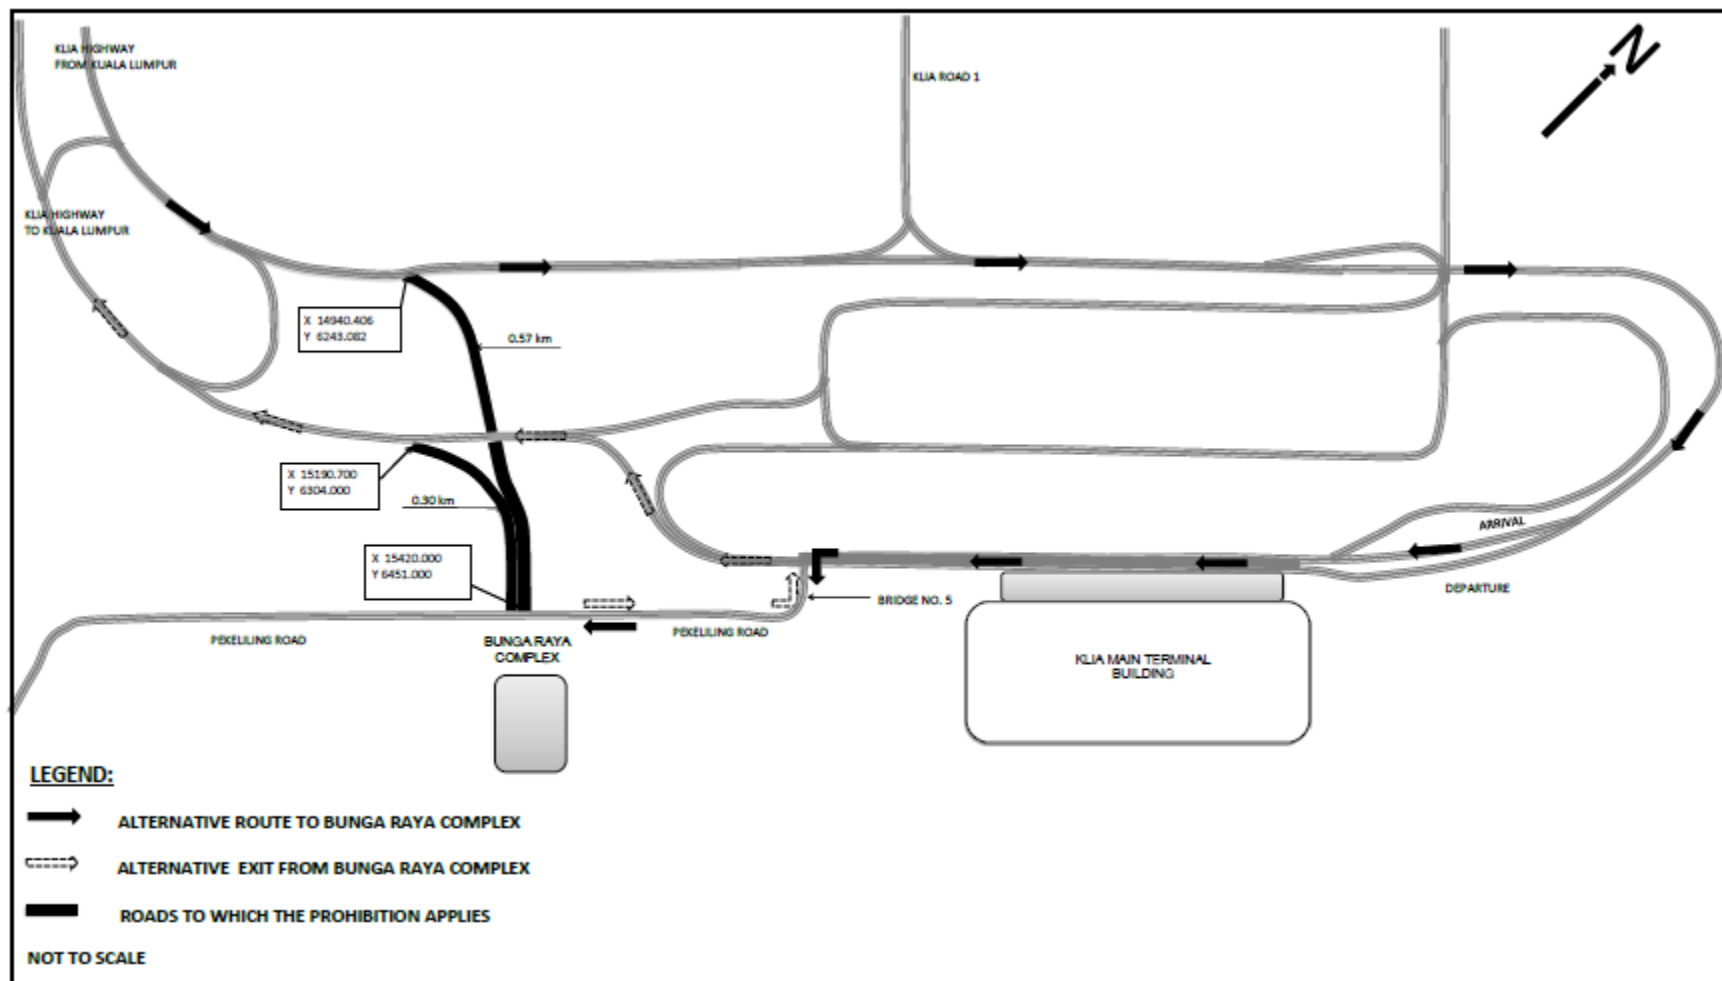 KLIA HIGHWAY
FROM KUALA LUMPUR
KLIA ROAD 1
N
KLIA HIGHWAY
TO KUALA LUMPUR
X 14940.406
Y 6243.082
0.57 km
X 15190.700
Y 6304.000
0.30 km
ARRIVAL
X 15420.000
Y 6451.000
DEPARTURE
BRIDGE NO. 5
PEKELILING ROAD
BUNGA RAYA
COMPLEX
PEKELILING ROAD
KLIA MAIN TERMINAL
BUILDING
LEGEND:
ALTERNATIVE ROUTE TO BUNGA RAYA COMPLEX
ALTERNATIVE EXIT FROM BUNGA RAYA COMPLEX
ROADS TO WHICH THE PROHIBITION APPLIES
NOT TO SCALE